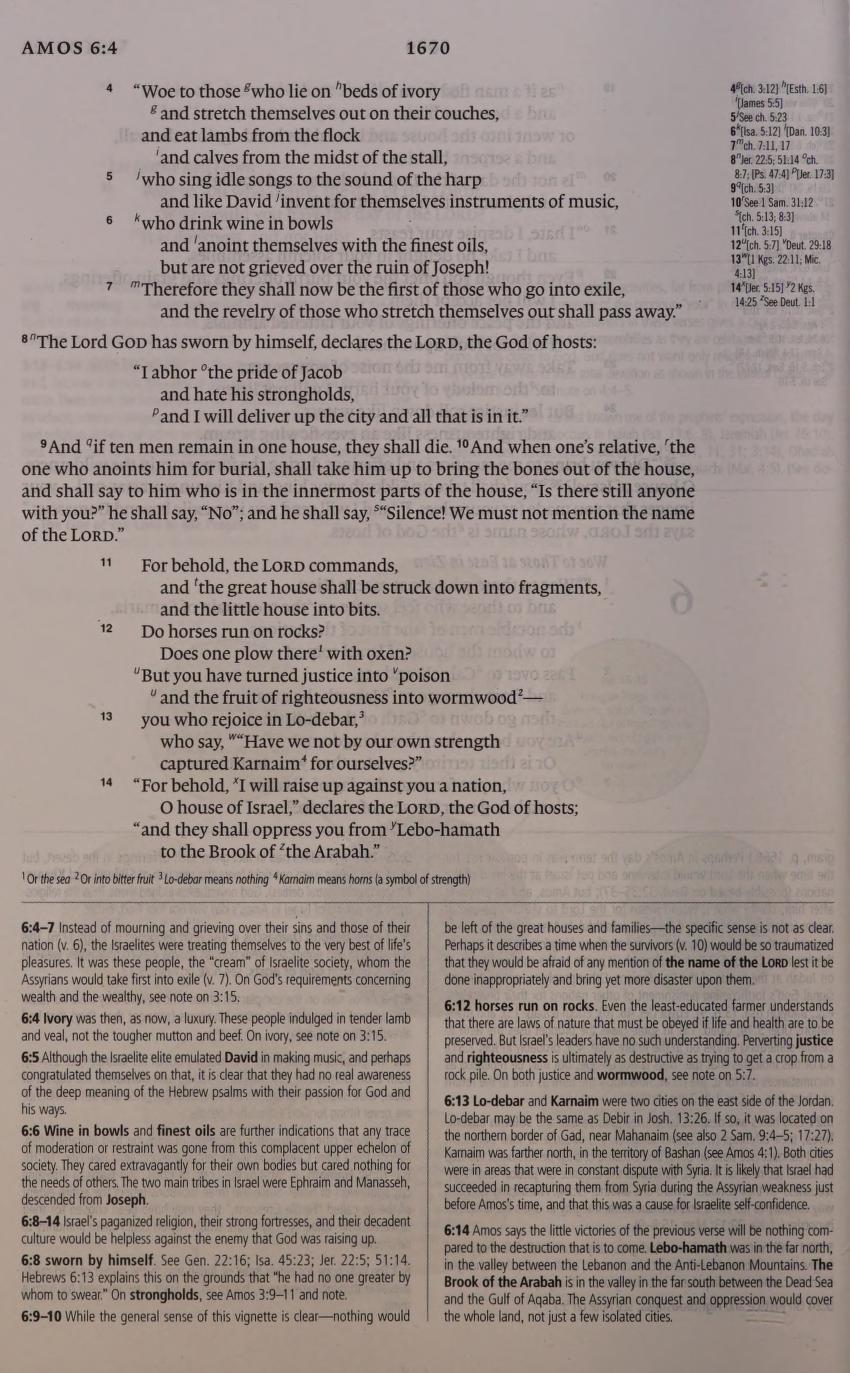 AMOS 6:4
1670
4 “Woe to those ᵍwho lie on ʰbeds of ivory
ᵍand stretch themselves out on their couches,
and eat lambs from the flock
ⁱand calves from the midst of the stall,
5 ʲwho sing idle songs to the sound of the harp
and like David ʲinvent for themselves instruments of music,
6 ᵏwho drink wine in bowls
and ˡanoint themselves with the finest oils,
but are not grieved over the ruin of Joseph!
7 ᵐTherefore they shall now be the first of those who go into exile,
and the revelry of those who stretch themselves out shall pass away.”
8 ⁿThe Lord GOD has sworn by himself, declares the LORD, the God of hosts:
“I abhor ᵒthe pride of Jacob
and hate his strongholds,
ᵖand I will deliver up the city and all that is in it.”
9 And qif ten men remain in one house, they shall die. 10 And when one’s relative, ʳthe
one who anoints him for burial, shall take him up to bring the bones out of the house,
and shall say to him who is in the innermost parts of the house, “Is there still anyone
with you?” he shall say, “No”; and he shall say, ˢ“Silence! We must not mention the name
of the LORD.”
11 For behold, the LORD commands,
and ᵗthe great house shall be struck down into fragments,
and the little house into bits.
12 Do horses run on rocks?
Does one plow there¹ with oxen?
ᵘBut you have turned justice into ᵛpoison
ᵘand the fruit of righteousness into wormwood²—
13 you who rejoice in Lo-debar,³
who say, ʷ“Have we not by our own strength
captured Karnaim⁴ for ourselves?”
14 “For behold, ˣI will raise up against you a nation,
O house of Israel,” declares the LORD, the God of hosts;
“and they shall oppress you from ʸLebo-hamath
to the Brook of ᶻthe Arabah.”
4 ᵍ[ch. 3:12] ʰ[Esth. 1:6]
ⁱ[James 5:5]
5 ʲSee ch. 5:23
6 ᵏ[Isa. 5:12] ˡ[Dan. 10:3]
7 ᵐch. 7:11, 17
8 ⁿJer. 22:5; 51:14 ᵒch.
8:7; [Ps. 47:4] ᵖ[Jer. 17:3]
9 q[ch. 5:3]
10 ʳSee 1 Sam. 31:12
ˢ[ch. 5:13; 8:3]
11 ᵗ[ch. 3:15]
12 ᵘ[ch. 5:7] ᵛDeut. 29:18
13 ʷ[1 Kgs. 22:11; Mic.
4:13]
14 ˣ[Jer. 5:15] ʸ2 Kgs.
14:25 ᶻSee Deut. 1:1
¹Or the sea ²Or into bitter fruit ³Lo-debar means nothing ⁴Karnaim means horns (a symbol of strength)
6:4–7 Instead of mourning and grieving over their sins and those of their
nation (v. 6), the Israelites were treating themselves to the very best of life’s
pleasures. It was these people, the “cream” of Israelite society, whom the
Assyrians would take first into exile (v. 7). On God’s requirements concerning
wealth and the wealthy, see note on 3:15.
6:4 Ivory was then, as now, a luxury. These people indulged in tender lamb
and veal, not the tougher mutton and beef. On ivory, see note on 3:15.
6:5 Although the Israelite elite emulated David in making music, and perhaps
congratulated themselves on that, it is clear that they had no real awareness
of the deep meaning of the Hebrew psalms with their passion for God and
his ways.
6:6 Wine in bowls and finest oils are further indications that any trace
of moderation or restraint was gone from this complacent upper echelon of
society. They cared extravagantly for their own bodies but cared nothing for
the needs of others. The two main tribes in Israel were Ephraim and Manasseh,
descended from Joseph.
6:8–14 Israel’s paganized religion, their strong fortresses, and their decadent
culture would be helpless against the enemy that God was raising up.
6:8 sworn by himself. See Gen. 22:16; Isa. 45:23; Jer. 22:5; 51:14.
Hebrews 6:13 explains this on the grounds that “he had no one greater by
whom to swear.” On strongholds, see Amos 3:9–11 and note.
6:9–10 While the general sense of this vignette is clear—nothing would
be left of the great houses and families—the specific sense is not as clear.
Perhaps it describes a time when the survivors (v. 10) would be so traumatized
that they would be afraid of any mention of the name of the LORD lest it be
done inappropriately and bring yet more disaster upon them.
6:12 horses run on rocks. Even the least-educated farmer understands
that there are laws of nature that must be obeyed if life and health are to be
preserved. But Israel’s leaders have no such understanding. Perverting justice
and righteousness is ultimately as destructive as trying to get a crop from a
rock pile. On both justice and wormwood, see note on 5:7.
6:13 Lo-debar and Karnaim were two cities on the east side of the Jordan.
Lo-debar may be the same as Debir in Josh. 13:26. If so, it was located on
the northern border of Gad, near Mahanaim (see also 2 Sam. 9:4–5; 17:27).
Karnaim was farther north, in the territory of Bashan (see Amos 4:1). Both cities
were in areas that were in constant dispute with Syria. It is likely that Israel had
succeeded in recapturing them from Syria during the Assyrian weakness just
before Amos’s time, and that this was a cause for Israelite self-confidence.
6:14 Amos says the little victories of the previous verse will be nothing com-
pared to the destruction that is to come. Lebo-hamath was in the far north,
in the valley between the Lebanon and the Anti-Lebanon Mountains. The
Brook of the Arabah is in the valley in the far south between the Dead Sea
and the Gulf of Aqaba. The Assyrian conquest and oppression would cover
the whole land, not just a few isolated cities.